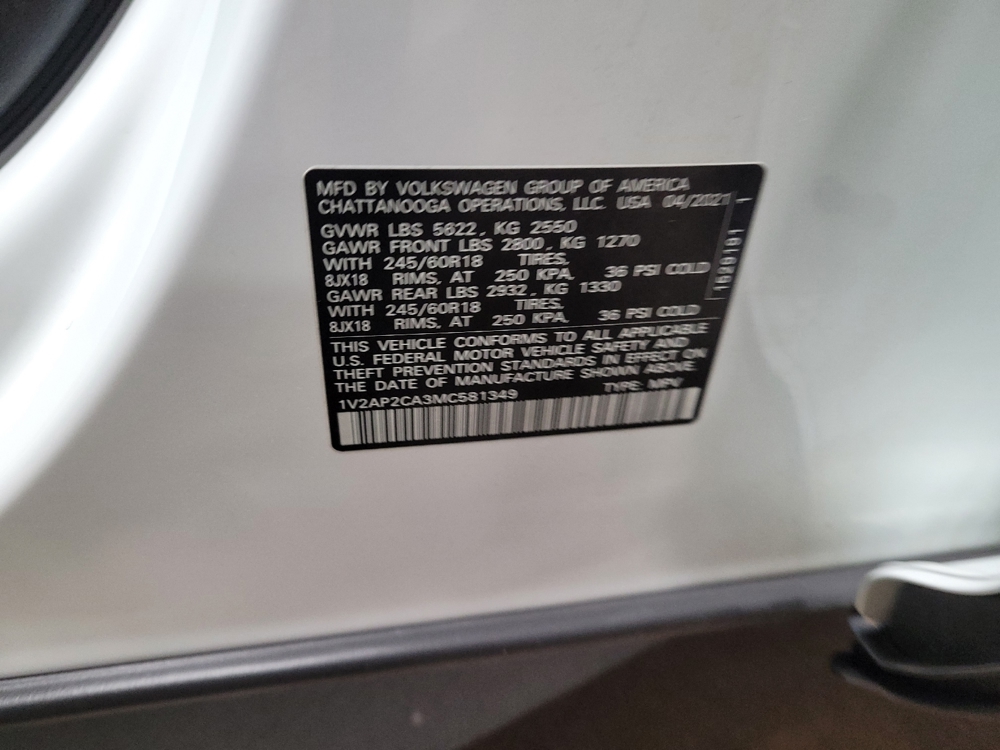 MFD BY VOLKSWAGEN GROUP OF AMERICA
CHATTANOOGA OPERATIONS, LLC. USA 04/2021
GVWR LBS 5622, KG 2550
GAWR FRONT LBS 2800, KG 1270
WITH 245/60R18 TIRES,
8JX18 RIMS, AT 250 KPA, 36 PSI COLD
GAWR REAR LBS 2932, KG 1330
WITH 245/60R18 TIRES,
8JX18 RIMS, AT 250 KPA, 36 PSI COLD
THIS VEHICLE CONFORMS TO ALL APPLICABLE
U.S. FEDERAL MOTOR VEHICLE SAFETY AND
THEFT PREVENTION STANDARDS IN EFFECT ON
THE DATE OF MANUFACTURE SHOWN ABOVE.
1V2AP2CA3MC581349 TYPE: MPV